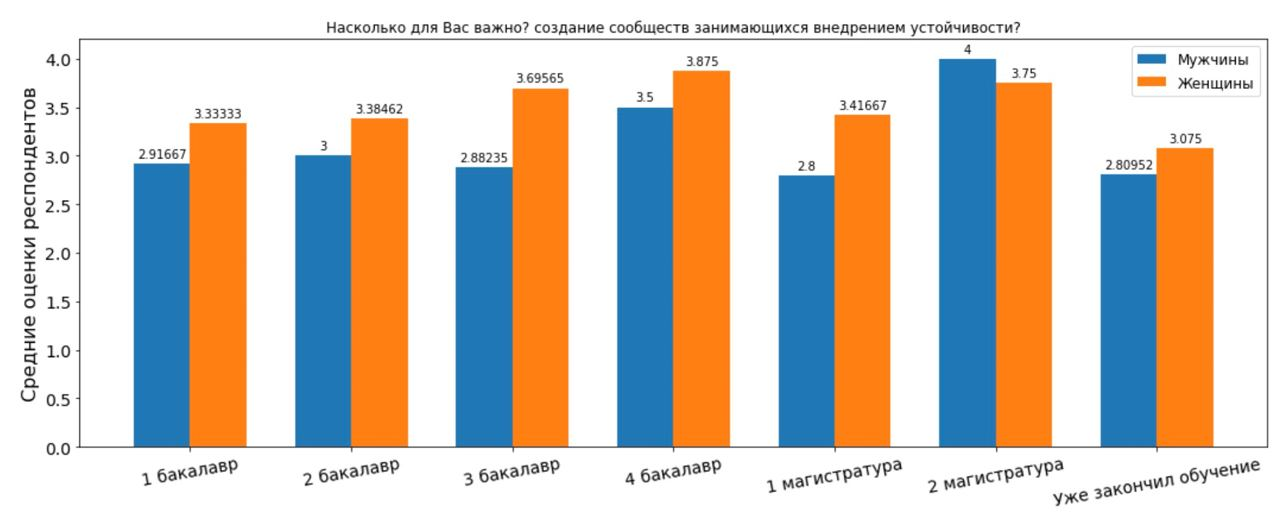 Насколько для Вас важно? создание сообществ занимающихся внедрением устойчивости?
Средние оценки респондентов
4.0
3.5
3.0
2.5
2.0
1.5
1.0
0.5
0.0
2.91667
3.33333
3
3.38462
2.88235
3.69565
3.5
3.875
2.8
3.41667
4
3.75
2.80952
3.075
Мужчины
Женщины
1 бакалавр
2 бакалавр
3 бакалавр
4 бакалавр
1 магистратура
2 магистратура
Уже закончил обучение